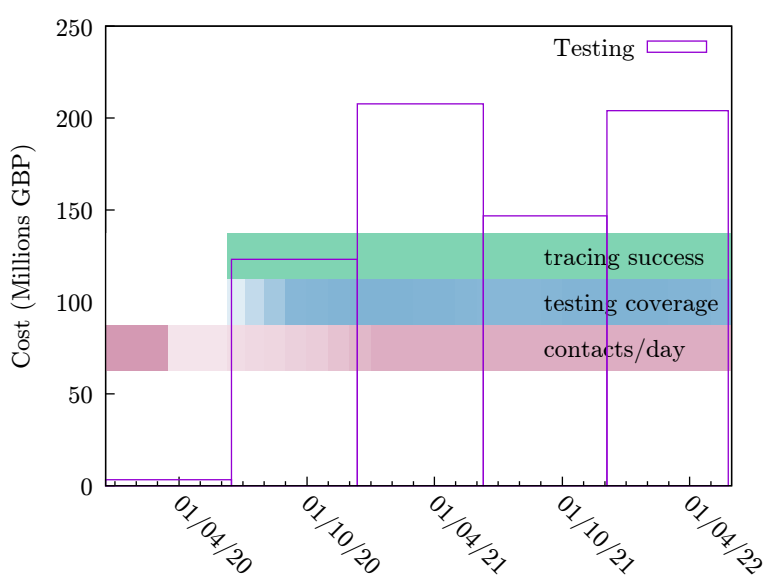 250
200
150
100
50
0
Cost (Millions GBP)
Testing
tracing success
testing coverage
contacts/day
01/04/20
01/10/20
01/04/21
01/10/21
01/04/22